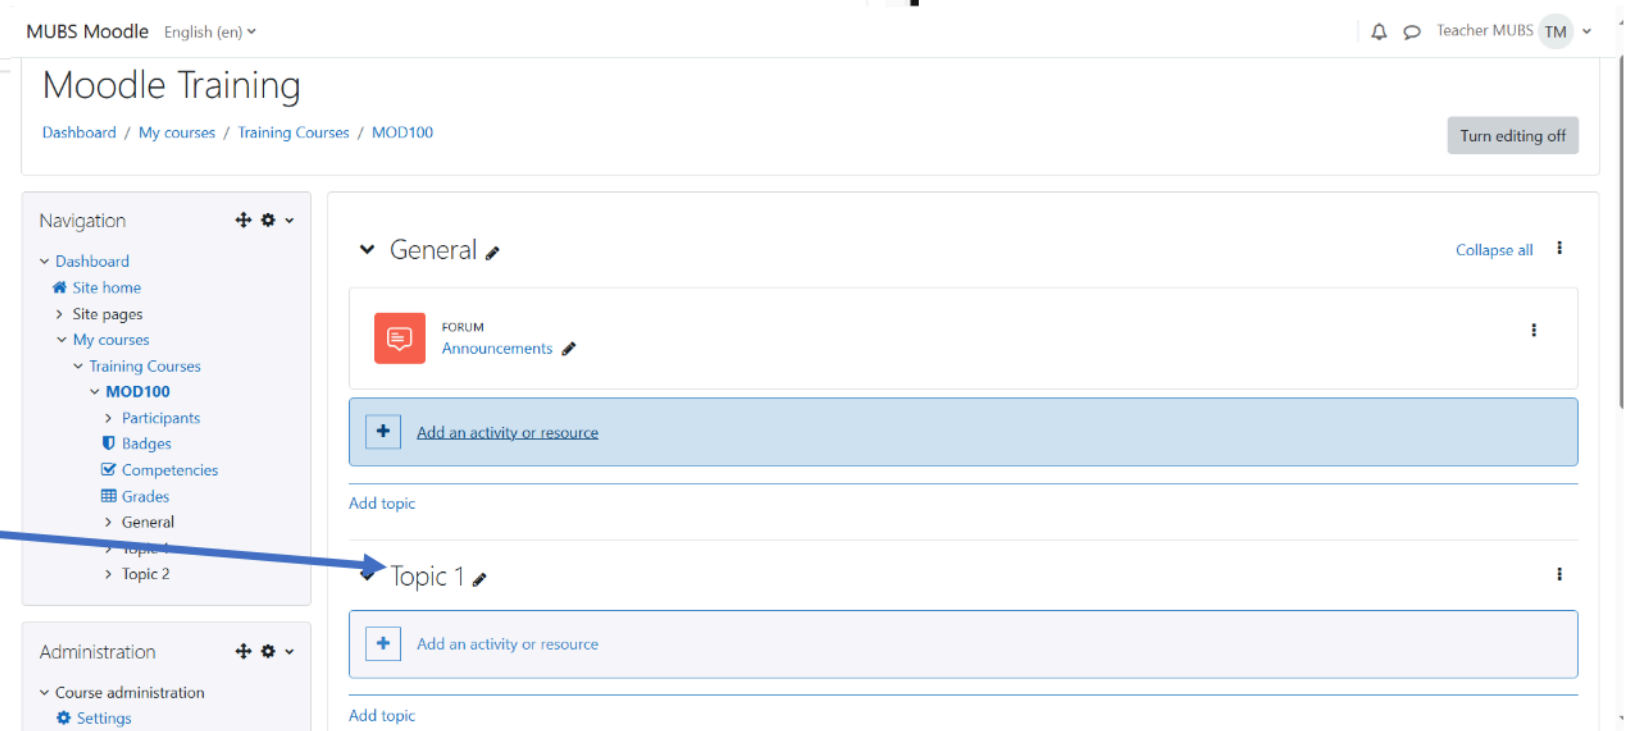 MUBS Moodle English (en)
Teacher MUBS TM
Moodle Training
Dashboard / My courses / Training Courses / MOD100
Turn editing off
Navigation
Dashboard
Site home
Site pages
My courses
Training Courses
MOD100
Participants
Badges
Competencies
Grades
General
Topic 1
Topic 2
Administration
Course administration
Settings
General
Collapse all
FORUM
Announcements
Add an activity or resource
Add topic
Topic 1
Add an activity or resource
Add topic